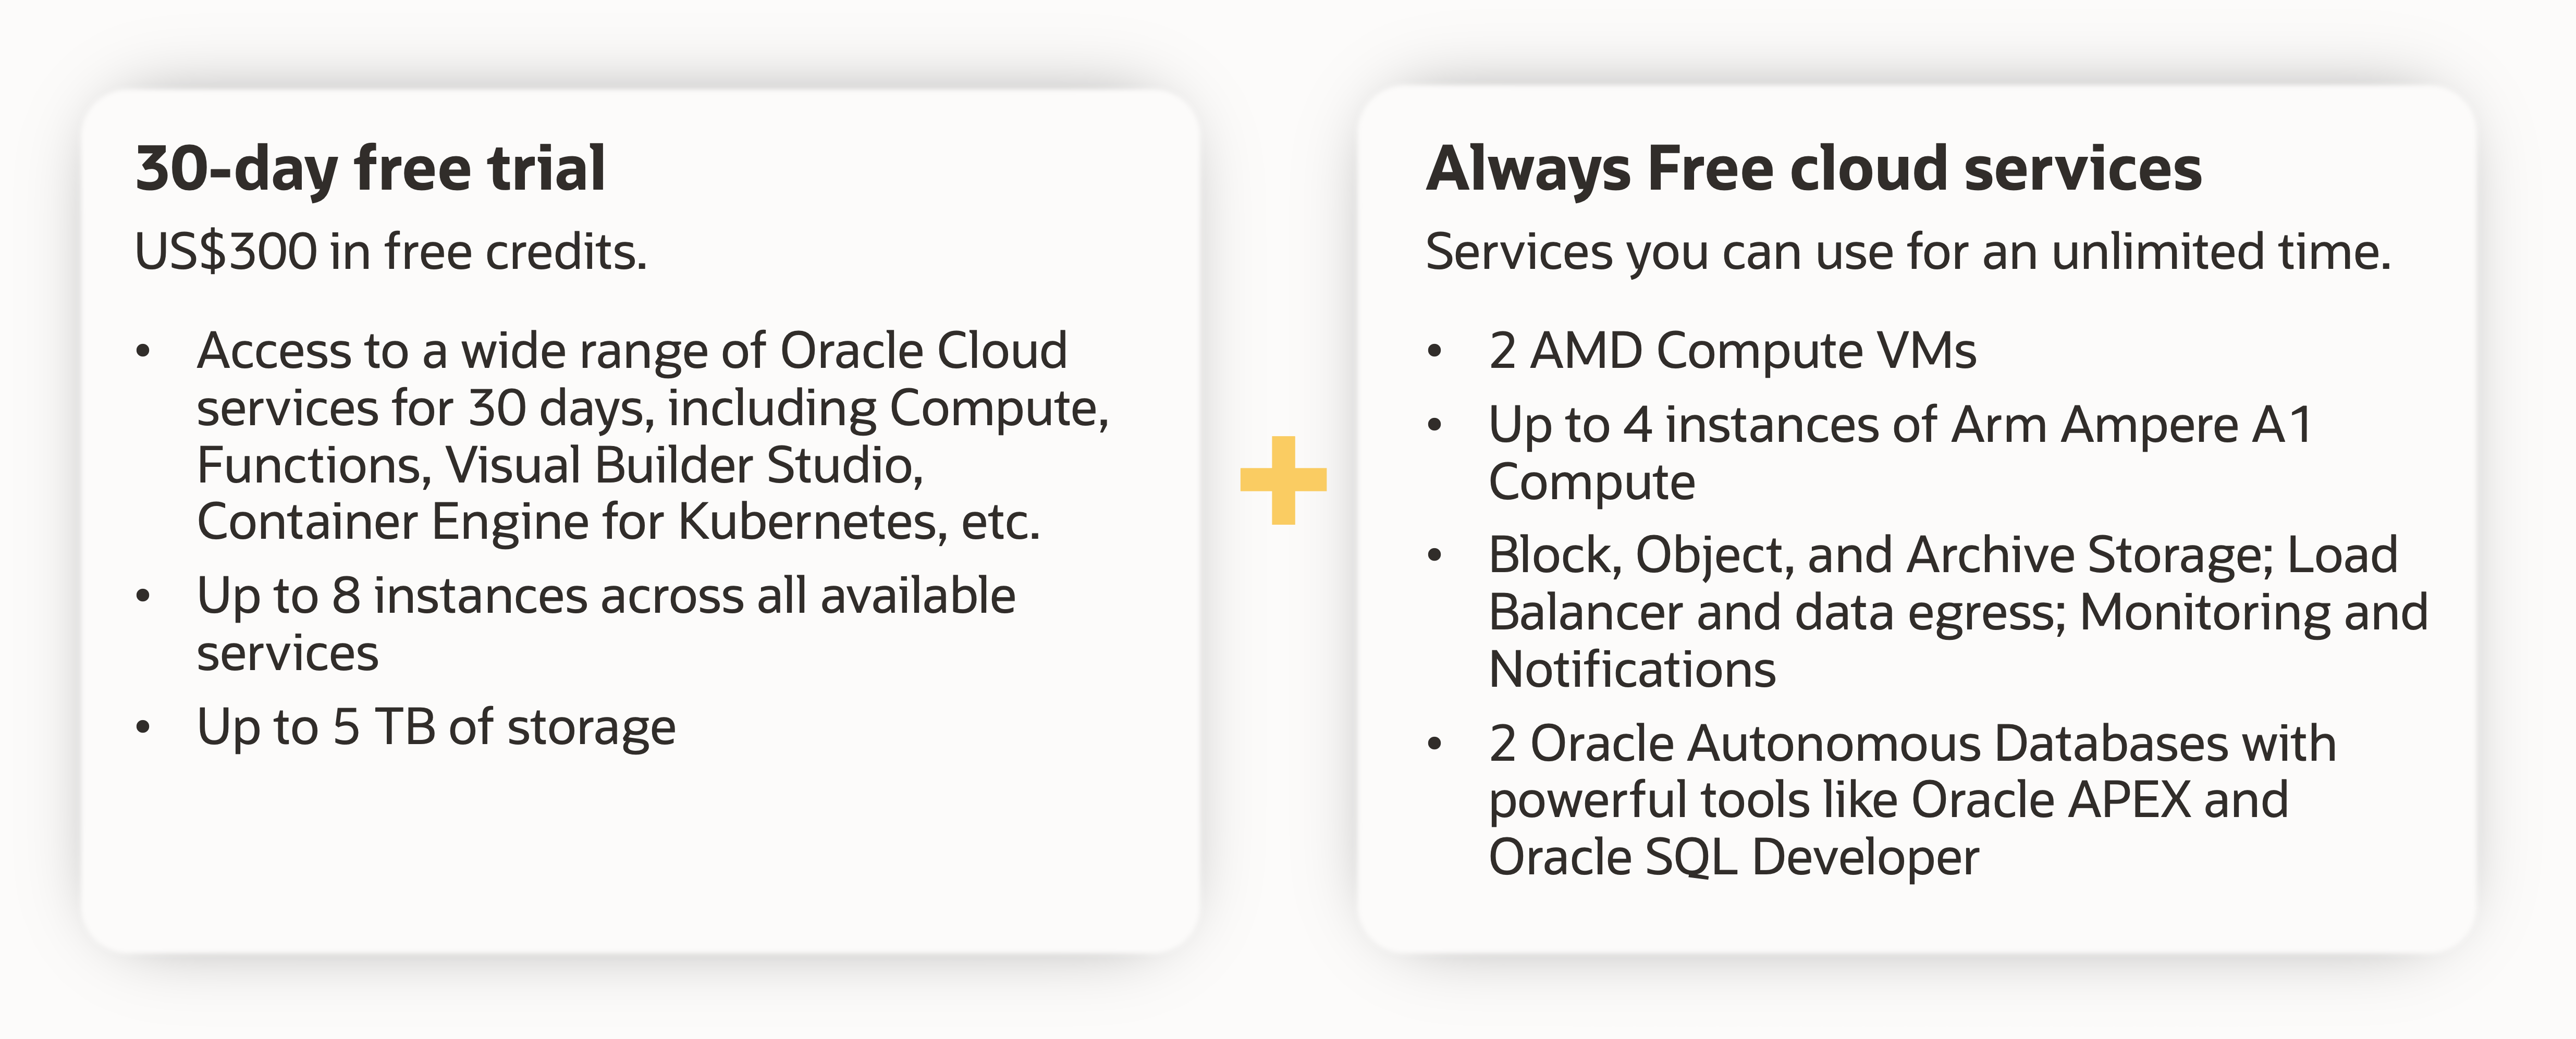 30-day free trial
US$300 in free credits.
• Access to a wide range of Oracle Cloud
services for 30 days, including Compute,
Functions, Visual Builder Studio,
Container Engine for Kubernetes, etc.
• Up to 8 instances across all available
services
• Up to 5 TB of storage
Always Free cloud services
Services you can use for an unlimited time.
• 2 AMD Compute VMs
• Up to 4 instances of Arm Ampere A1
Compute
• Block, Object, and Archive Storage; Load
Balancer and data egress; Monitoring and
Notifications
• 2 Oracle Autonomous Databases with
powerful tools like Oracle APEX and
Oracle SQL Developer